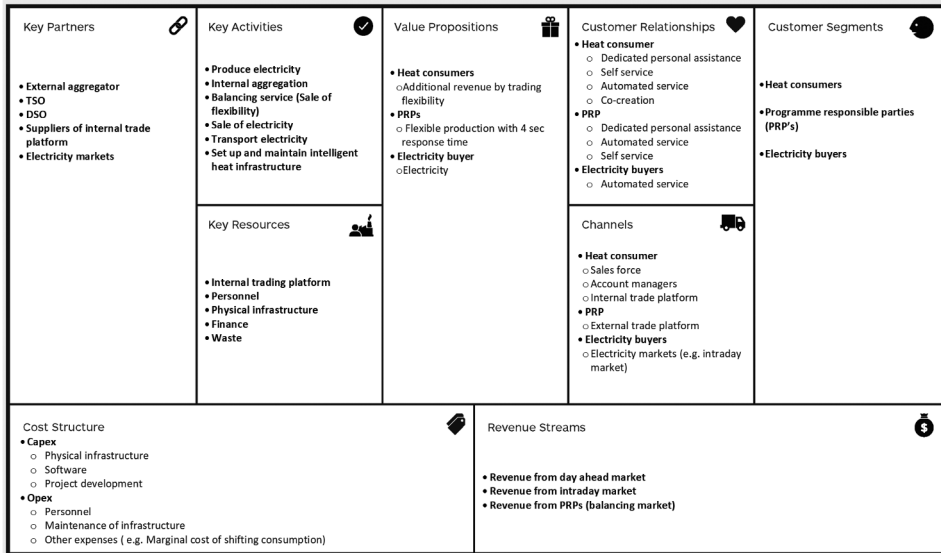 Key Partners
• External aggregator
• TSO
• DSO
• Suppliers of internal trade
platform
• Electricity markets
Key Activities
• Produce electricity
• Internal aggregation
• Balancing service (Sale of
flexibility)
• Sale of electricity
• Transport electricity
• Set up and maintain intelligent
heat infrastructure
Key Resources
• Internal trading platform
• Personnel
• Physical infrastructure
• Finance
• Waste
Value Propositions
• Heat consumers
○ Additional revenue by trading
flexibility
• PRPs
○ Flexible production with 4 sec
response time
• Electricity buyer
○ Electricity
Customer Relationships
• Heat consumer
○ Dedicated personal assistance
○ Self service
○ Automated service
○ Co-creation
• PRP
○ Dedicated personal assistance
○ Automated service
○ Self service
• Electricity buyers
○ Automated service
Channels
• Heat consumer
○ Sales force
○ Account managers
○ Internal trade platform
• PRP
○ External trade platform
• Electricity buyers
○ Electricity markets (e.g. intraday
market)
Customer Segments
• Heat consumers
• Programme responsible parties
(PRP's)
• Electricity buyers
Cost Structure
• Capex
○ Physical infrastructure
○ Software
○ Project development
• Opex
○ Personnel
○ Maintenance of infrastructure
○ Other expenses ( e.g. Marginal cost of shifting consumption)
Revenue Streams
$
• Revenue from day ahead market
• Revenue from intraday market
• Revenue from PRPs (balancing market)